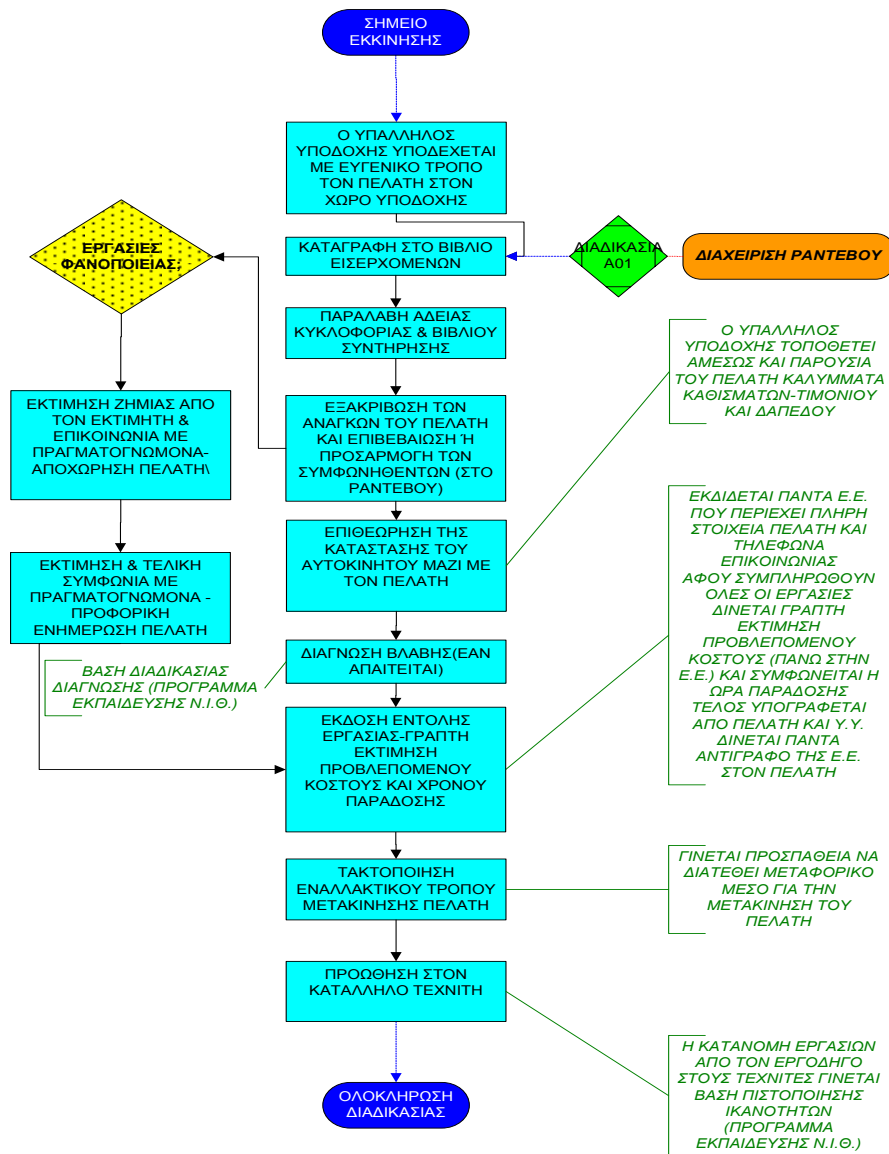 ΣΗΜΕΙΟ
ΕΚΚΙΝΗΣΗΣ
Ο ΥΠΑΛΛΗΛΟΣ
ΥΠΟΔΟΧΗΣ ΥΠΟΔΕΧΕΤΑΙ
ΜΕ ΕΥΓΕΝΙΚΟ ΤΡΟΠΟ
ΤΟΝ ΠΕΛΑΤΗ ΣΤΟΝ
ΧΩΡΟ ΥΠΟΔΟΧΗΣ
ΕΡΓΑΣΙΕΣ
ΦΑΝΟΠΟΙΕΙΑΣ;
ΚΑΤΑΓΡΑΦΗ ΣΤΟ ΒΙΒΛΙΟ
ΕΙΣΕΡΧΟΜΕΝΩΝ
ΔΙΑΔΙΚΑΣΙΑ
Α01
ΔΙΑΧΕΙΡΙΣΗ ΡΑΝΤΕΒΟΥ
ΠΑΡΑΛΑΒΗ ΑΔΕΙΑΣ
ΚΥΚΛΟΦΟΡΙΑΣ & ΒΙΒΛΙΟΥ
ΣΥΝΤΗΡΗΣΗΣ
Ο ΥΠΑΛΛΗΛΟΣ
ΥΠΟΔΟΧΗΣ ΤΟΠΟΘΕΤΕΙ
ΑΜΕΣΩΣ ΚΑΙ ΠΑΡΟΥΣΙΑ
ΤΟΥ ΠΕΛΑΤΗ ΚΑΛΥΜΜΑΤΑ
ΚΑΘΙΣΜΑΤΩΝ-ΤΙΜΟΝΙΟΥ
ΚΑΙ ΔΑΠΕΔΟΥ
ΕΚΤΙΜΗΣΗ ΖΗΜΙΑΣ ΑΠΟ
ΤΟΝ ΕΚΤΙΜΗΤΗ &
ΕΠΙΚΟΙΝΩΝΙΑ ΜΕ
ΠΡΑΓΜΑΤΟΓΝΩΜΟΝΑ-
ΑΠΟΧΩΡΗΣΗ ΠΕΛΑΤΗ\
ΕΞΑΚΡΙΒΩΣΗ ΤΩΝ
ΑΝΑΓΚΩΝ ΤΟΥ ΠΕΛΑΤΗ
ΚΑΙ ΕΠΙΒΕΒΑΙΩΣΗ Ή
ΠΡΟΣΑΡΜΟΓΗ ΤΩΝ
ΣΥΜΦΩΝΗΘΕΝΤΩΝ (ΣΤΟ
ΡΑΝΤΕΒΟΥ)
ΕΠΙΘΕΩΡΗΣΗ ΤΗΣ
ΚΑΤΑΣΤΑΣΗΣ ΤΟΥ
ΑΥΤΟΚΙΝΗΤΟΥ ΜΑΖΙ ΜΕ
ΤΟΝ ΠΕΛΑΤΗ
ΕΚΔΙΔΕΤΑΙ ΠΑΝΤΑ Ε.Ε.
ΠΟΥ ΠΕΡΙΕΧΕΙ ΠΛΗΡΗ
ΣΤΟΙΧΕΙΑ ΠΕΛΑΤΗ ΚΑΙ
ΤΗΛΕΦΩΝΑ
ΕΠΙΚΟΙΝΩΝΙΑΣ
ΑΦΟΥ ΣΥΜΠΛΗΡΩΘΟΥΝ
ΟΛΕΣ ΟΙ ΕΡΓΑΣΙΕΣ
ΔΙΝΕΤΑΙ ΓΡΑΠΤΗ
ΕΚΤΙΜΗΣΗ
ΠΡΟΒΛΕΠΟΜΕΝΟΥ
ΚΟΣΤΟΥΣ (ΠΑΝΩ ΣΤΗΝ
Ε.Ε.) ΚΑΙ ΣΥΜΦΩΝΕΙΤΑΙ Η
ΩΡΑ ΠΑΡΑΔΟΣΗΣ
ΤΕΛΟΣ ΥΠΟΓΡΑΦΕΤΑΙ
ΑΠΟ ΠΕΛΑΤΗ ΚΑΙ Υ.Υ.
ΔΙΝΕΤΑΙ ΠΑΝΤΑ
ΑΝΤΙΓΡΑΦΟ ΤΗΣ Ε.Ε.
ΣΤΟΝ ΠΕΛΑΤΗ
ΕΚΤΙΜΗΣΗ & ΤΕΛΙΚΗ
ΣΥΜΦΩΝΙΑ ΜΕ
ΠΡΑΓΜΑΤΟΓΝΩΜΟΝΑ -
ΠΡΟΦΟΡΙΚΗ
ΕΝΗΜΕΡΩΣΗ ΠΕΛΑΤΗ
ΔΙΑΓΝΩΣΗ ΒΛΑΒΗΣ(ΕΑΝ
ΑΠΑΙΤΕΙΤΑΙ)
ΒΑΣΗ ΔΙΑΔΙΚΑΣΙΑΣ
ΔΙΑΓΝΩΣΗΣ (ΠΡΟΓΡΑΜΜΑ
ΕΚΠΑΙΔΕΥΣΗΣ Ν.Ι.Θ.)
ΕΚΔΟΣΗ ΕΝΤΟΛΗΣ
ΕΡΓΑΣΙΑΣ-ΓΡΑΠΤΗ
ΕΚΤΙΜΗΣΗ
ΠΡΟΒΛΕΠΟΜΕΝΟΥ
ΚΟΣΤΟΥΣ ΚΑΙ ΧΡΟΝΟΥ
ΠΑΡΑΔΟΣΗΣ
ΤΑΚΤΟΠΟΙΗΣΗ
ΕΝΑΛΛΑΚΤΙΚΟΥ ΤΡΟΠΟΥ
ΜΕΤΑΚΙΝΗΣΗΣ ΠΕΛΑΤΗ
ΓΙΝΕΤΑΙ ΠΡΟΣΠΑΘΕΙΑ ΝΑ
ΔΙΑΤΕΘΕΙ ΜΕΤΑΦΟΡΙΚΟ
ΜΕΣΟ ΓΙΑ ΤΗΝ
ΜΕΤΑΚΙΝΗΣΗ ΤΟΥ
ΠΕΛΑΤΗ
ΠΡΟΩΘΗΣΗ ΣΤΟΝ
ΚΑΤΑΛΛΗΛΟ ΤΕΧΝΙΤΗ
Η ΚΑΤΑΝΟΜΗ ΕΡΓΑΣΙΩΝ
ΑΠΟ ΤΟΝ ΕΡΓΟΔΗΓΟ
ΣΤΟΥΣ ΤΕΧΝΙΤΕΣ ΓΙΝΕΤΑΙ
ΒΑΣΗ ΠΙΣΤΟΠΟΙΗΣΗΣ
ΙΚΑΝΟΤΗΤΩΝ
(ΠΡΟΓΡΑΜΜΑ
ΕΚΠΑΙΔΕΥΣΗΣ Ν.Ι.Θ.)
ΟΛΟΚΛΗΡΩΣΗ
ΔΙΑΔΙΚΑΣΙΑΣ